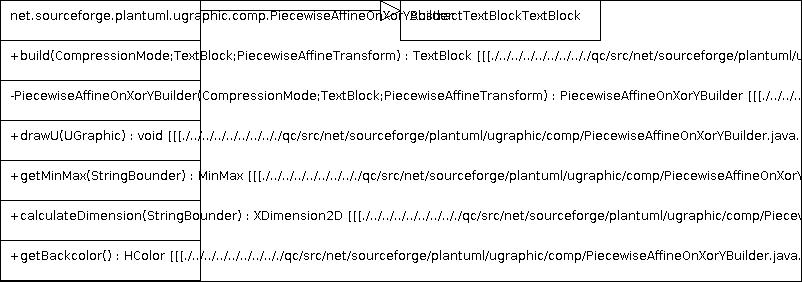 net.sourceforge.plantuml.ugraphic.comp.PiecewiseAffineOnXorYBuilder
AbstractTextBlockTextBlock
+build(CompressionMode;TextBlock;PiecewiseAffineTransform) : TextBlock [[[./../../../../../../../qc/src/net/sourceforge/plantuml/u
-PiecewiseAffineOnXorYBuilder(CompressionMode;TextBlock;PiecewiseAffineTransform) : PiecewiseAffineOnXorYBuilder [[[./../..
+drawU(UGraphic) : void [[[./../../../../../../../qc/src/net/sourceforge/plantuml/ugraphic/comp/PiecewiseAffineOnXorYBuilder.java.
+getMinMax(StringBounder) : MinMax [[[./../../../../../../../qc/src/net/sourceforge/plantuml/ugraphic/comp/PiecewiseAffineOnXorY
+calculateDimension(StringBounder) : XDimension2D [[[./../../../../../../../qc/src/net/sourceforge/plantuml/ugraphic/comp/Piecew
+getBackcolor() : HColor [[[./../../../../../../../qc/src/net/sourceforge/plantuml/ugraphic/comp/PiecewiseAffineOnXorYBuilder.java.